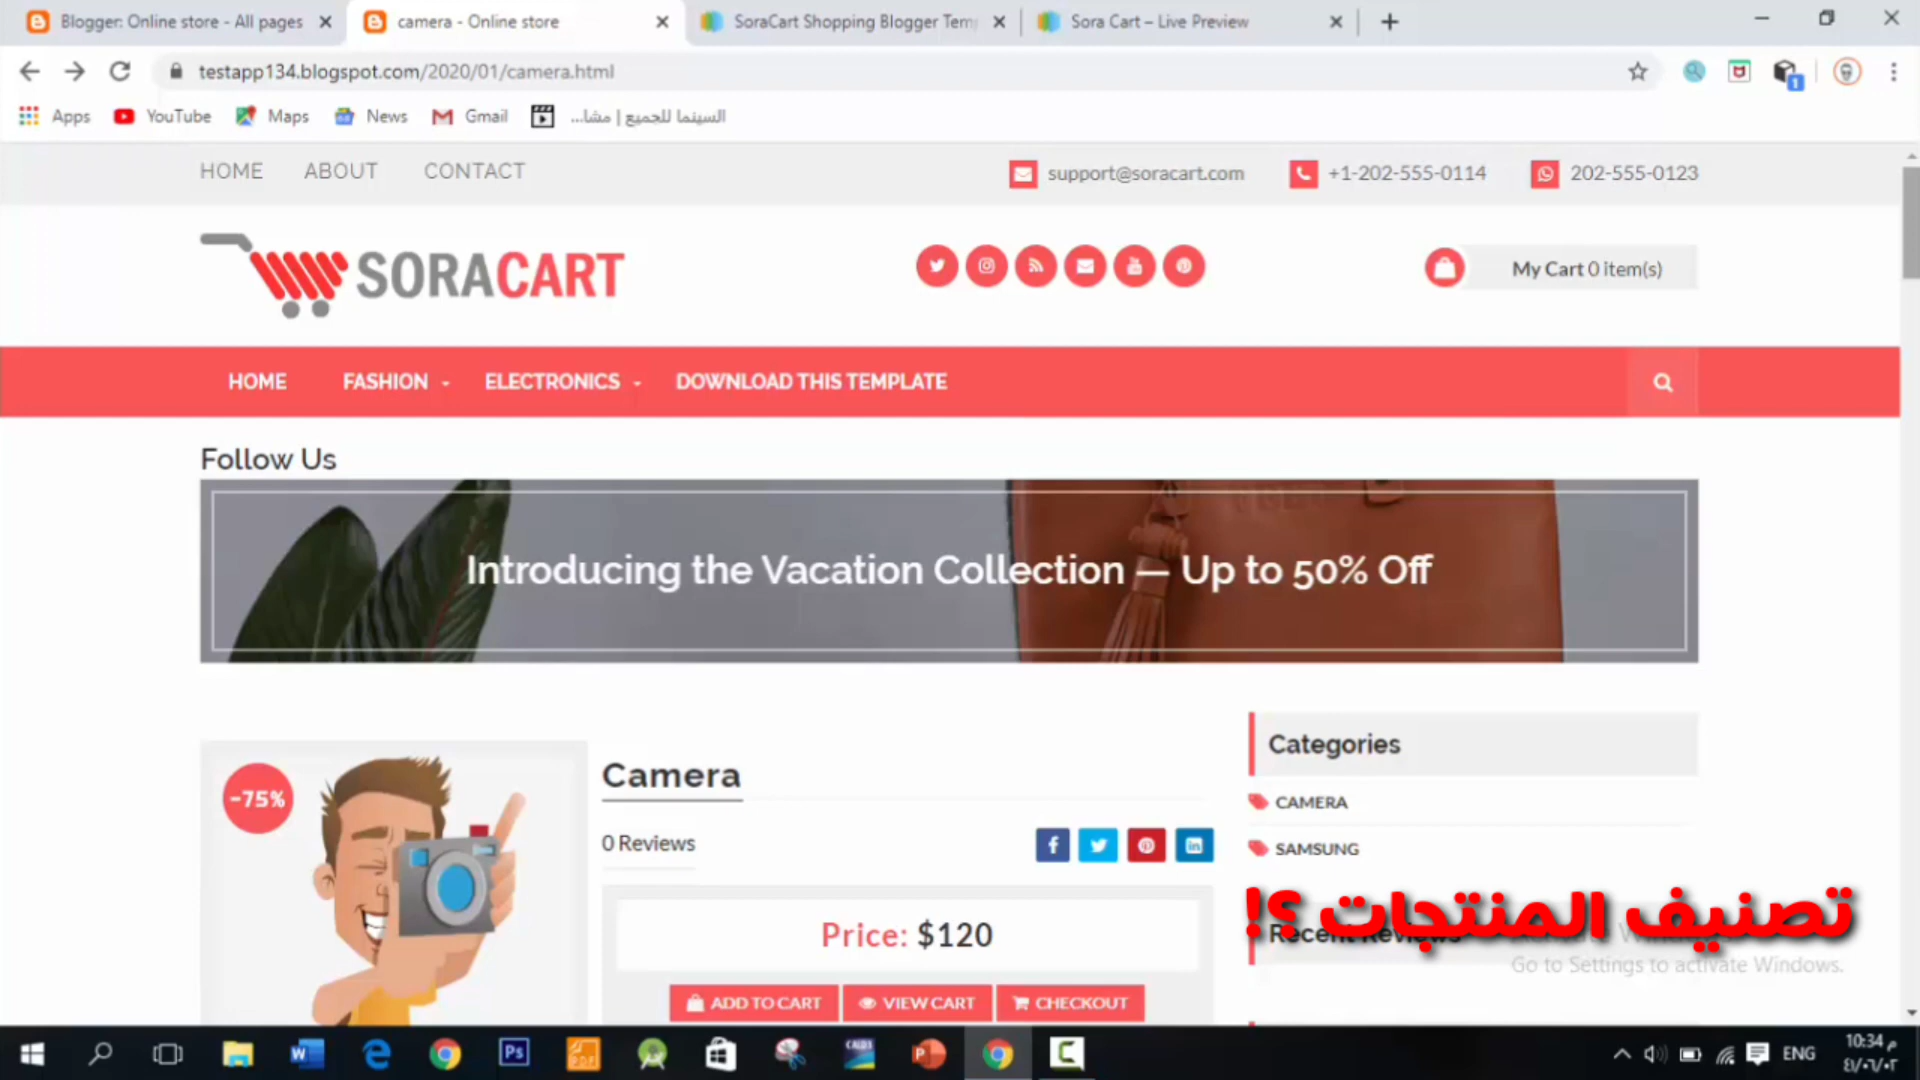 Blogger: Online store - All pages
camera - Online store
SoraCart Shopping Blogger Tem
Sora Cart – Live Preview
testapp134.blogspot.com/2020/01/camera.html
Apps
YouTube
Maps
News
Gmail
السينما للجميع | مشا...
HOME ABOUT CONTACT
support@soracart.com
+1-202-555-0114
202-555-0123
SORACART
My Cart 0 item(s)
HOME FASHION ELECTRONICS DOWNLOAD THIS TEMPLATE
Follow Us
Introducing the Vacation Collection — Up to 50% Off
-75%
Camera
0 Reviews
Price: $120
ADD TO CART
VIEW CART
CHECKOUT
Categories
CAMERA
SAMSUNG
تصنيف المنتجات ؟!
Recent Reviews
Go to Settings to activate Windows.
ENG
10:34 م